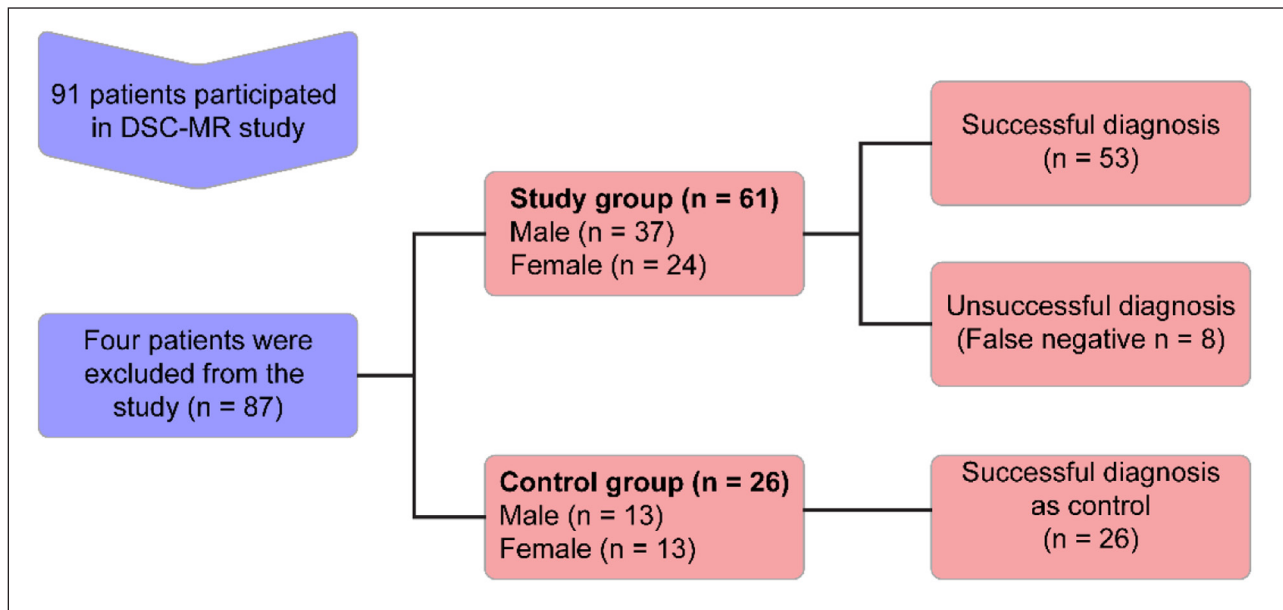 91 patients participated
in DSC-MR study
Four patients were
excluded from the
study (n = 87)
Study group (n = 61)
Male (n = 37)
Female (n = 24)
Control group (n = 26)
Male (n = 13)
Female (n = 13)
Successful diagnosis
(n = 53)
Unsuccessful diagnosis
(False negative n = 8)
Successful diagnosis
as control
(n = 26)